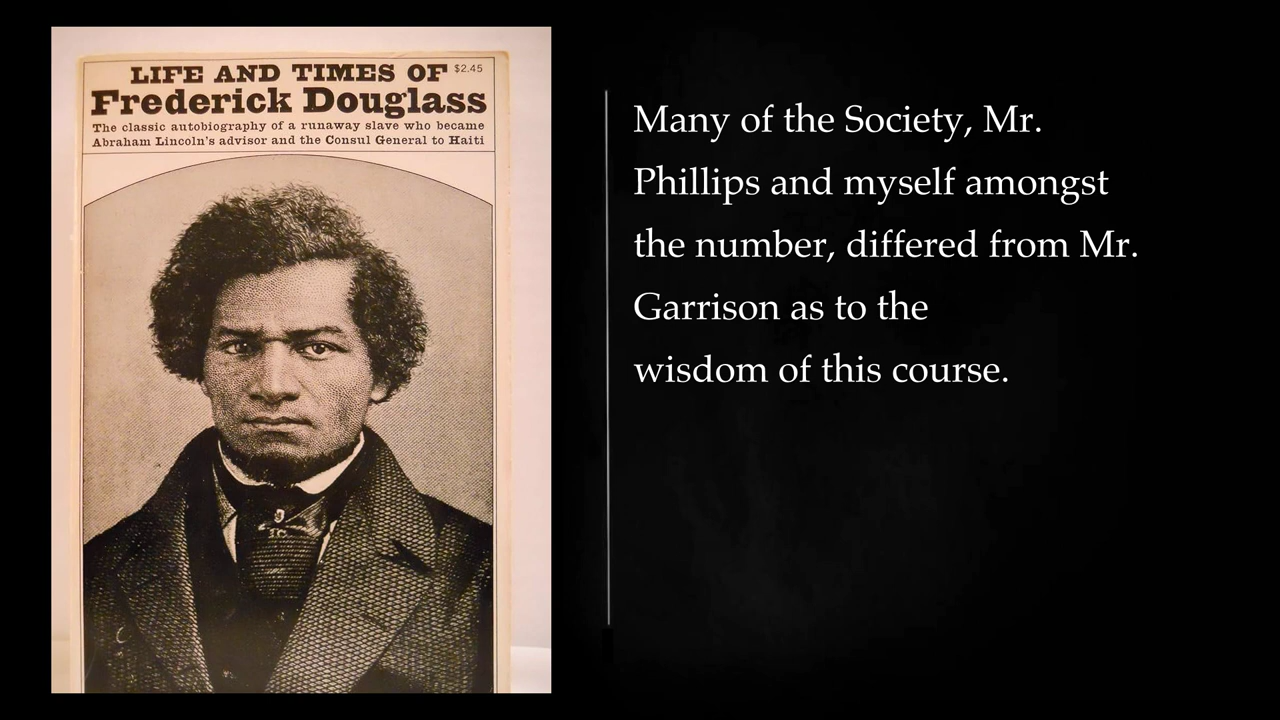 LIFE AND TIMES OF $2.45
Frederick Douglass
The classic autobiography of a runaway slave who became
Abraham Lincoln's advisor and the Consul General to Haiti
Many of the Society, Mr.
Phillips and myself amongst
the number, differed from Mr.
Garrison as to the
wisdom of this course.